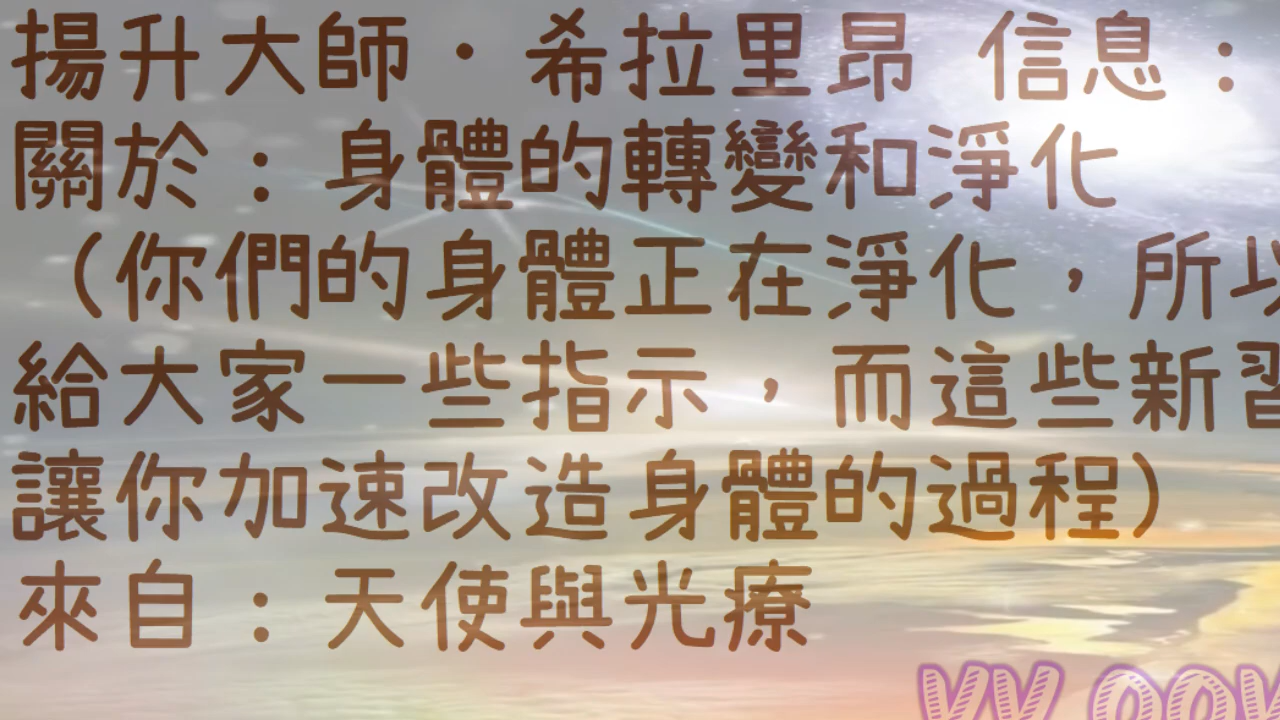 揚升大師·希拉里昂 信息：
關於：身體的轉變和淨化
（你們的身體正在淨化，所以
給大家一些指示，而這些新習
讓你加速改造身體的過程）
來自：天使與光療